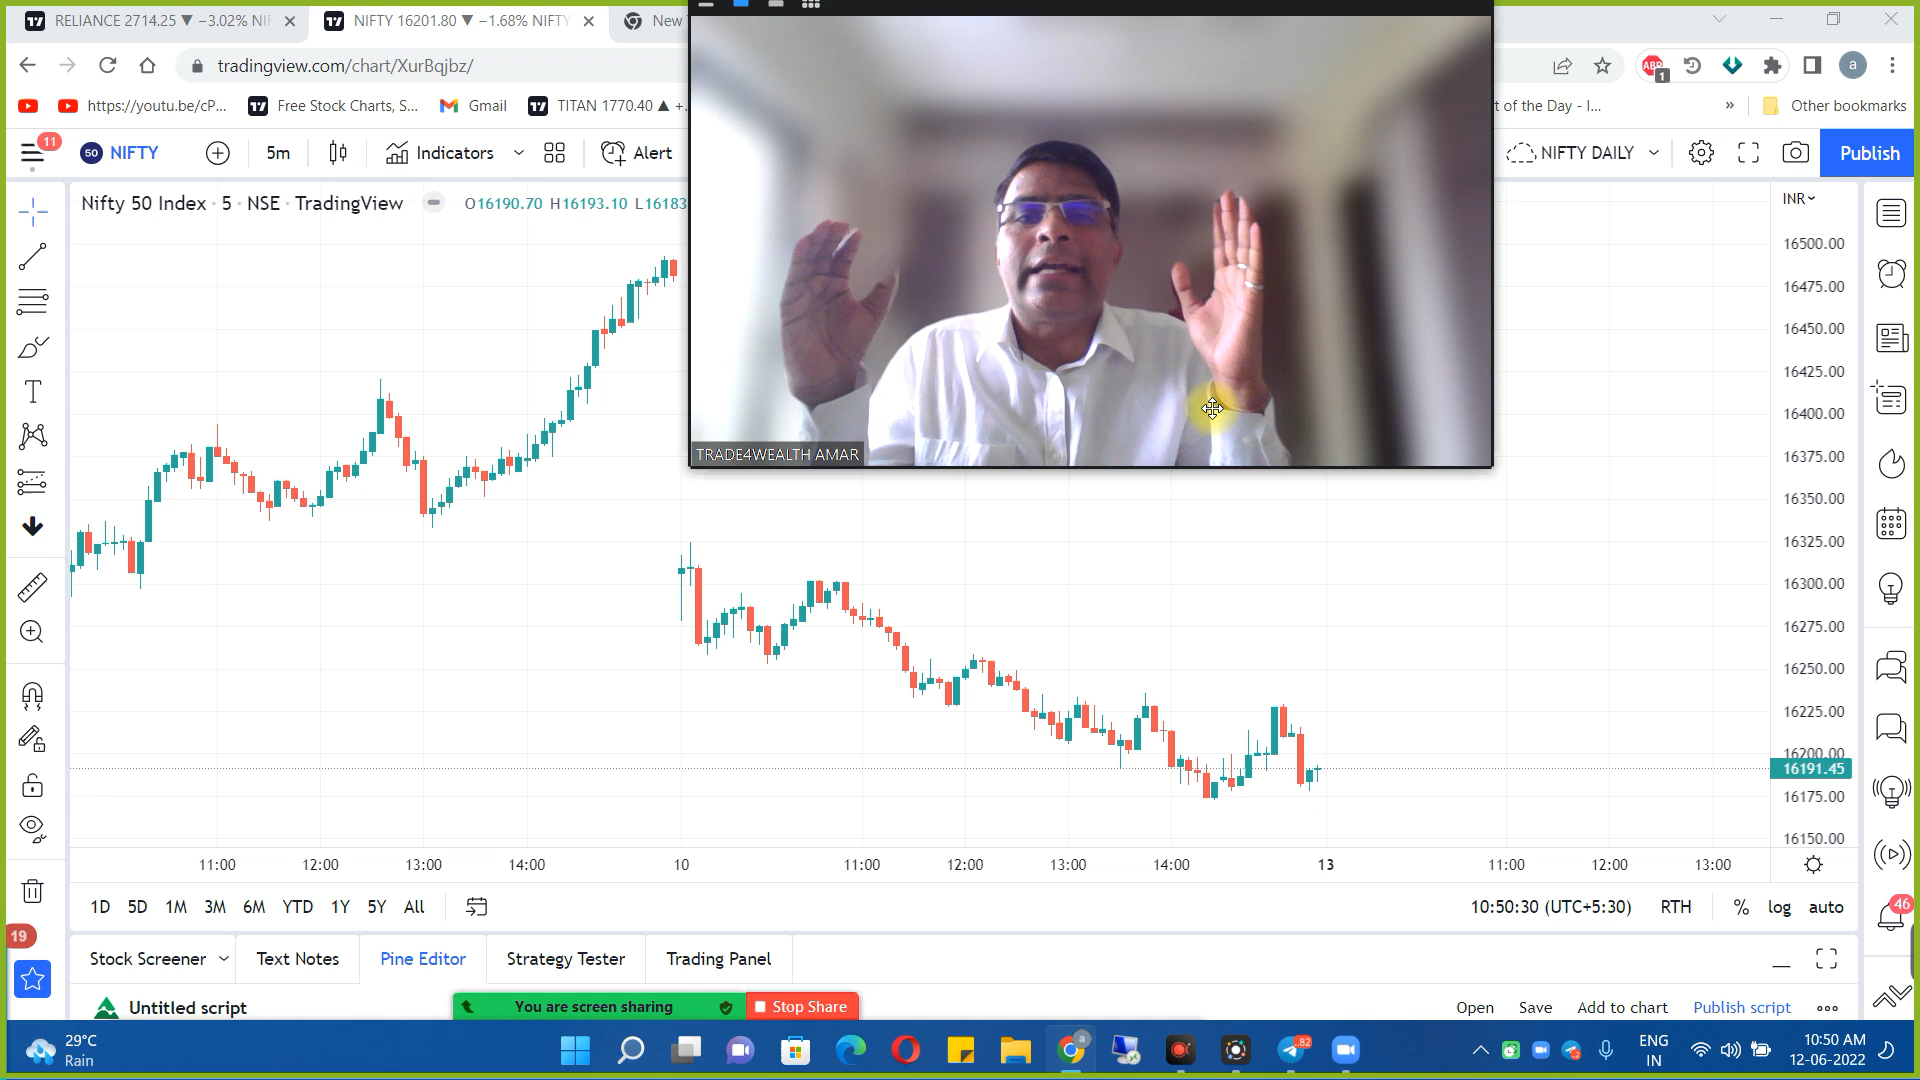 RELIANCE 2714.25 ▼ −3.02% NIF
NIFTY 16201.80 ▼ −1.68% NIFTY
New
tradingview.com/chart/XurBqjbz/
ABP
1
a
https://youtu.be/cP...
Free Stock Charts, S...
Gmail
TITAN 1770.40 ▲ +.
t of the Day - I...
»
Other bookmarks
11
50
NIFTY
5m
Indicators
Alert
NIFTY DAILY
Publish
Nifty 50 Index · 5 · NSE · TradingView
O16190.70 H16193.10 L16183
INR
TRADE4WEALTH AMAR
16500.00
16475.00
16450.00
16425.00
16400.00
16375.00
16350.00
16325.00
16300.00
16275.00
16250.00
16225.00
16200.00
16191.45
16175.00
16150.00
11:00 12:00 13:00 14:00 10 11:00 12:00 13:00 14:00 13 11:00 12:00 13:00
1D 5D 1M 3M 6M YTD 1Y 5Y All
10:50:30 (UTC+5:30) RTH % log auto
46
19
Stock Screener
Text Notes
Pine Editor
Strategy Tester
Trading Panel
Untitled script
You are screen sharing
Stop Share
Open Save Add to chart Publish script
29°C
Rain
82
ENG
IN
10:50 AM
12-06-2022